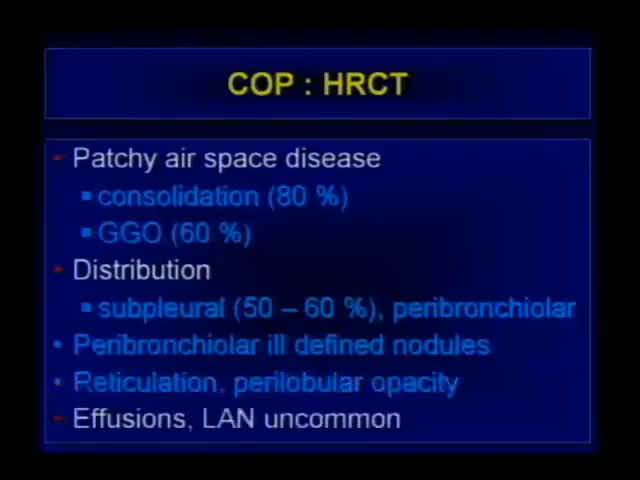 COP : HRCT
- Patchy air space disease
▪ consolidation (80 %)
▪ GGO (60 %)
- Distribution
▪ subpleural (50 – 60 %), peribronchiolar
• Peribronchiolar ill defined nodules
• Reticulation, perilobular opacity
- Effusions, LAN uncommon